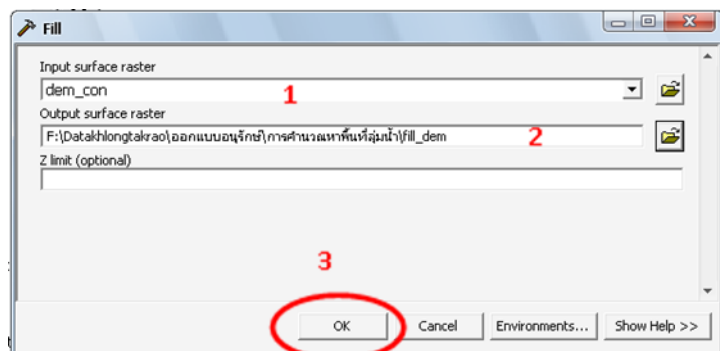 Fill
Input surface raster
dem_con 1
Output surface raster
F:\Datakhlongtakrao\ออกแบบอนุรักษ์\การคำนวณหาพื้นที่ลุ่มน้ำ\fill_dem 2
Z limit (optional)
3
OK Cancel Environments... Show Help >>